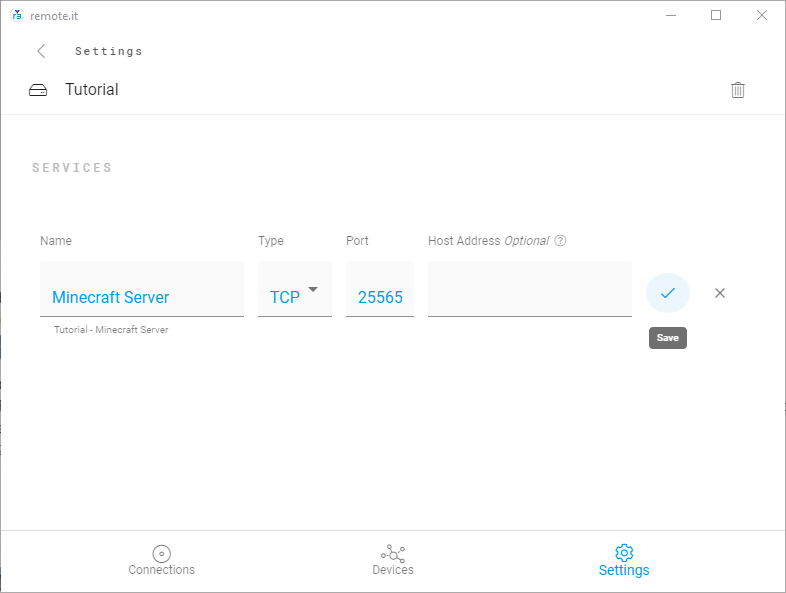 remote.it
Settings
Tutorial
SERVICES
Name Type Port Host Address Optional ?
Minecraft Server TCP 25565
Tutorial - Minecraft Server
Save
Connections Devices Settings